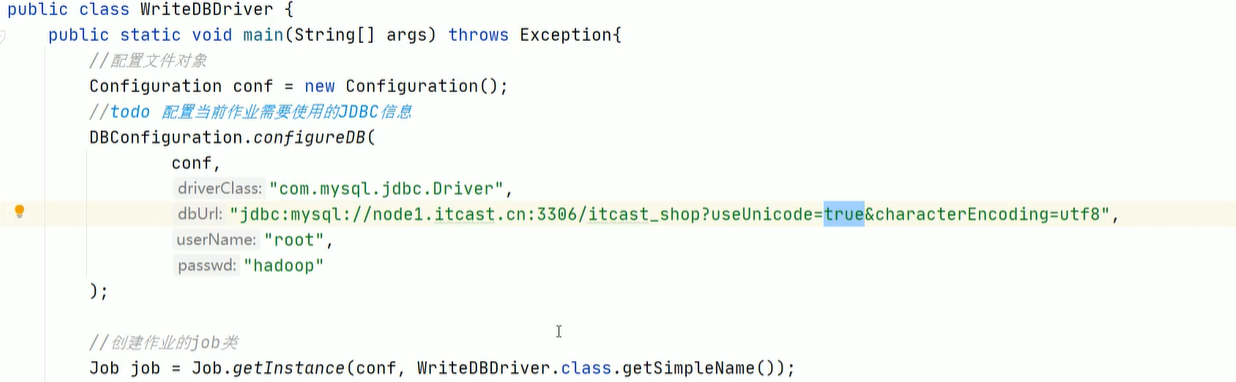 public class WriteDBDriver {
public static void main(String[] args) throws Exception{
//配置文件对象
Configuration conf = new Configuration();
//todo 配置当前作业需要使用的JDBC信息
DBConfiguration.configureDB(
conf,
driverClass: "com.mysql.jdbc.Driver",
dbUrl: "jdbc:mysql://node1.itcast.cn:3306/itcast_shop?useUnicode=true&characterEncoding=utf8",
userName: "root",
passwd: "hadoop"
);
//创建作业的job类
Job job = Job.getInstance(conf, WriteDBDriver.class.getSimpleName());